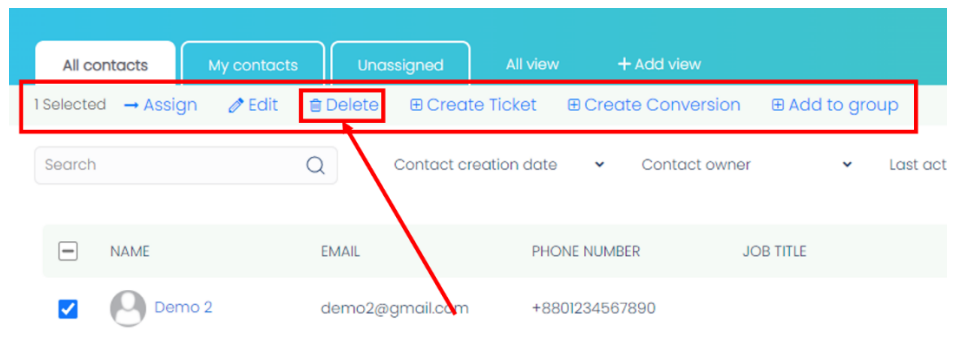 All contacts My contacts Unassigned All view + Add view
1 Selected Assign Edit Delete Create Ticket Create Conversion Add to group
Search Contact creation date Contact owner Last act
NAME EMAIL PHONE NUMBER JOB TITLE
Demo 2 demo2@gmail.com +8801234567890